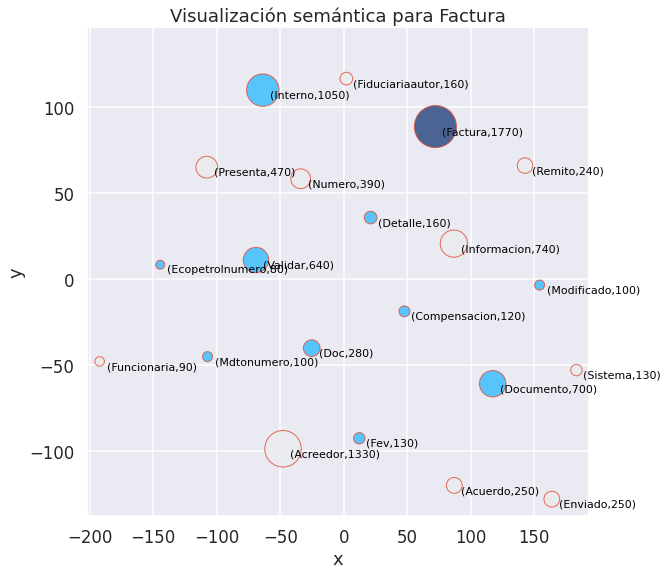 Visualización semántica para Factura
(Fiduciariaautor,160)
(Interno,1050)
(Factura,1770)
(Remito,240)
(Presenta,470)
(Numero,390)
(Detalle,160)
(Informacion,740)
(Validar,640)
(Ecopetrolnumero,80)
(Modificado,100)
(Compensacion,120)
(Doc,280)
(Mdtonumero,100)
(Funcionaria,90)
(Sistema,130)
(Documento,700)
(Fev,130)
(Acreedor,1330)
(Acuerdo,250)
(Enviado,250)
100
50
0
−50
−100
y
−200 −150 −100 −50 0 50 100 150
x